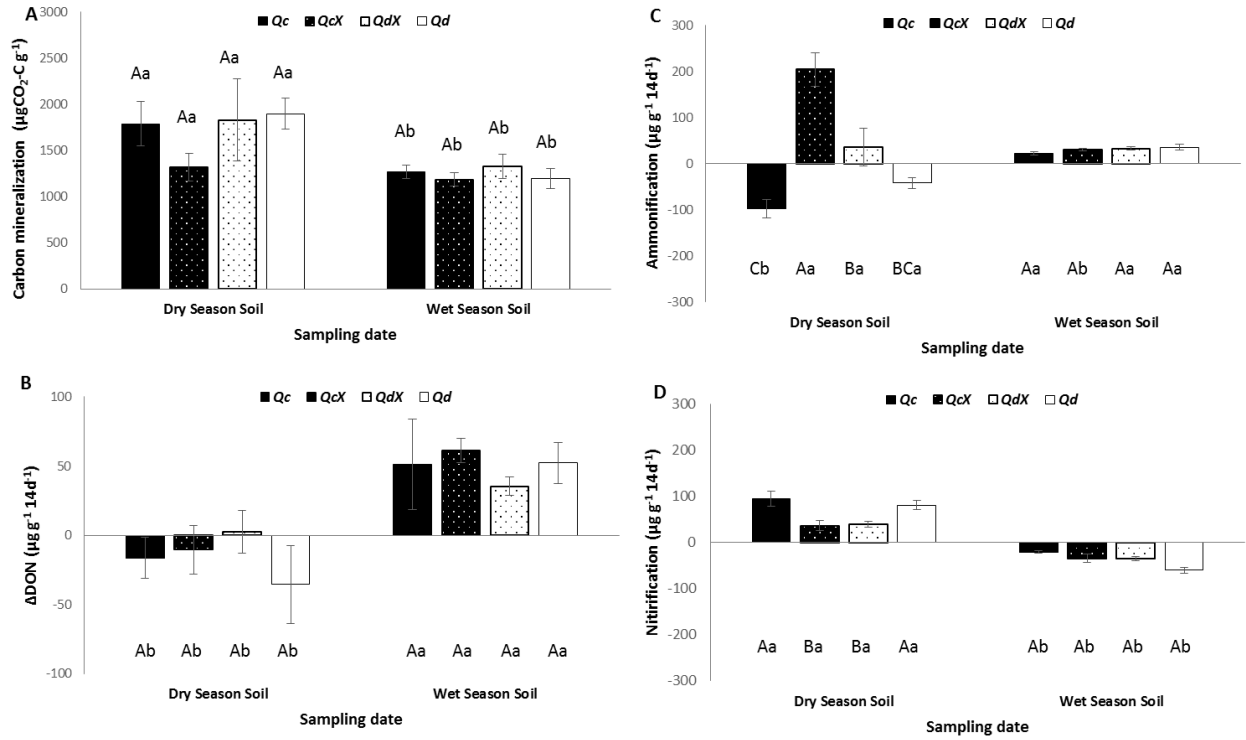 A
Qc QcX QdX Qd
Carbon mineralization (µgCO₂-C g⁻¹)
3000
2500
2000
1500
1000
500
0
Aa Aa Aa Aa Ab Ab Ab Ab
Dry Season Soil Wet Season Soil
Sampling date
B
Qc QcX QdX Qd
ΔDON (µg g⁻¹ 14d⁻¹)
100
50
0
-50
-100
Ab Ab Ab Ab Aa Aa Aa Aa
Dry Season Soil Wet Season Soil
Sampling date
C
Qc QcX QdX Qd
Ammonification (µg g⁻¹ 14d⁻¹)
300
200
100
0
-100
-200
-300
Cb Aa Ba BCa Aa Ab Aa Aa
Dry Season Soil Wet Season Soil
Sampling date
D
Qc QcX QdX Qd
Nitirification (µg g⁻¹ 14d⁻¹)
300
200
100
0
-100
-200
-300
Aa Ba Ba Aa Ab Ab Ab Ab
Dry Season Soil Wet Season Soil
Sampling date